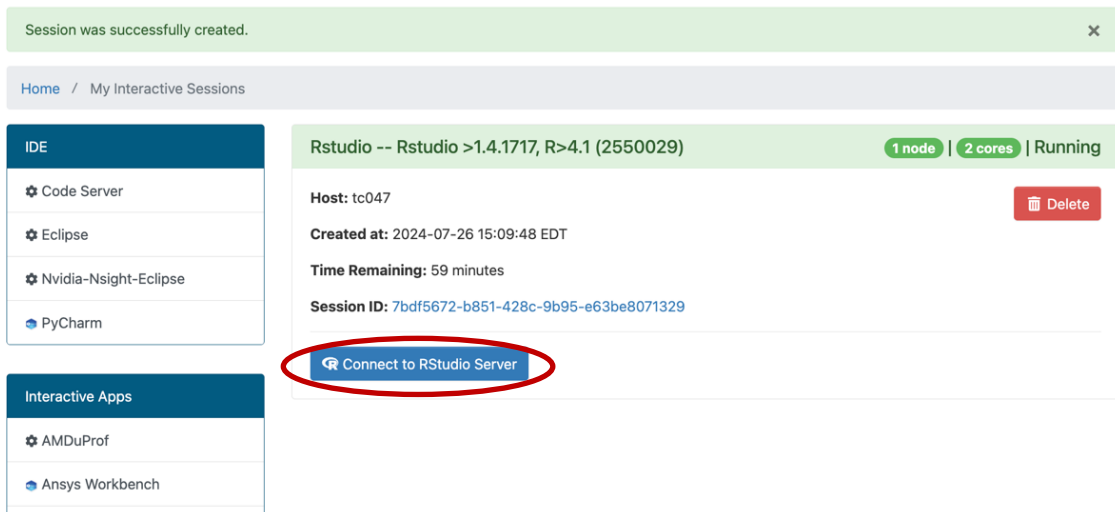 Session was successfully created. ×
Home / My Interactive Sessions
IDE
Code Server
Eclipse
Nvidia-Nsight-Eclipse
PyCharm
Interactive Apps
AMDuProf
Ansys Workbench
Rstudio -- Rstudio >1.4.1717, R>4.1 (2550029) 1 node | 2 cores | Running
Host: tc047
Delete
Created at: 2024-07-26 15:09:48 EDT
Time Remaining: 59 minutes
Session ID: 7bdf5672-b851-428c-9b95-e63be8071329
Connect to RStudio Server